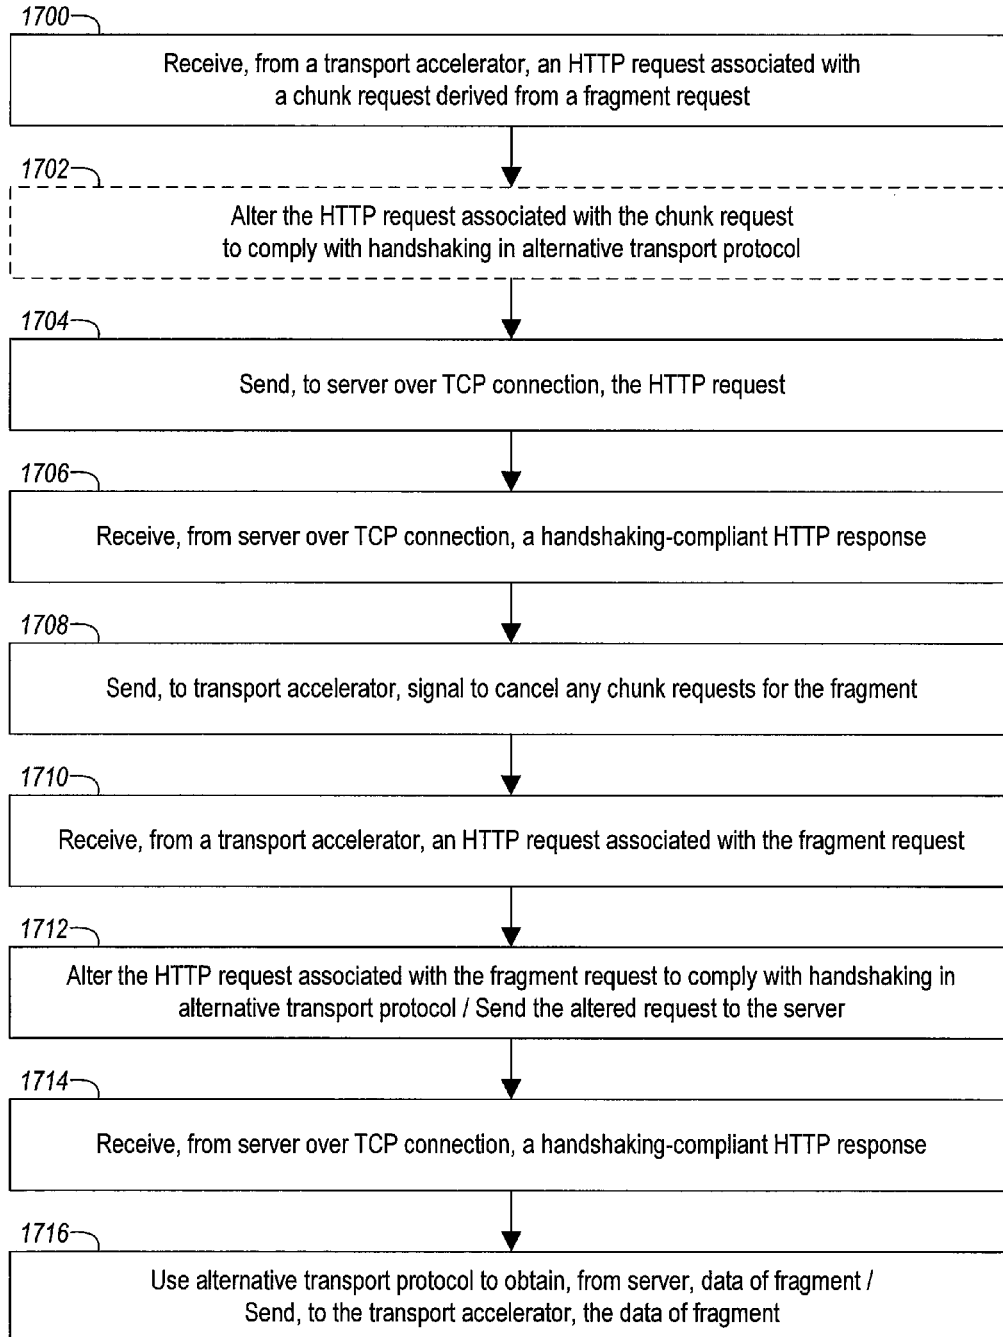 1700
Receive, from a transport accelerator, an HTTP request associated with
a chunk request derived from a fragment request
1702
Alter the HTTP request associated with the chunk request
to comply with handshaking in alternative transport protocol
1704
Send, to server over TCP connection, the HTTP request
1706
Receive, from server over TCP connection, a handshaking-compliant HTTP response
1708
Send, to transport accelerator, signal to cancel any chunk requests for the fragment
1710
Receive, from a transport accelerator, an HTTP request associated with the fragment request
1712
Alter the HTTP request associated with the fragment request to comply with handshaking in
alternative transport protocol / Send the altered request to the server
1714
Receive, from server over TCP connection, a handshaking-compliant HTTP response
1716
Use alternative transport protocol to obtain, from server, data of fragment /
Send, to the transport accelerator, the data of fragment